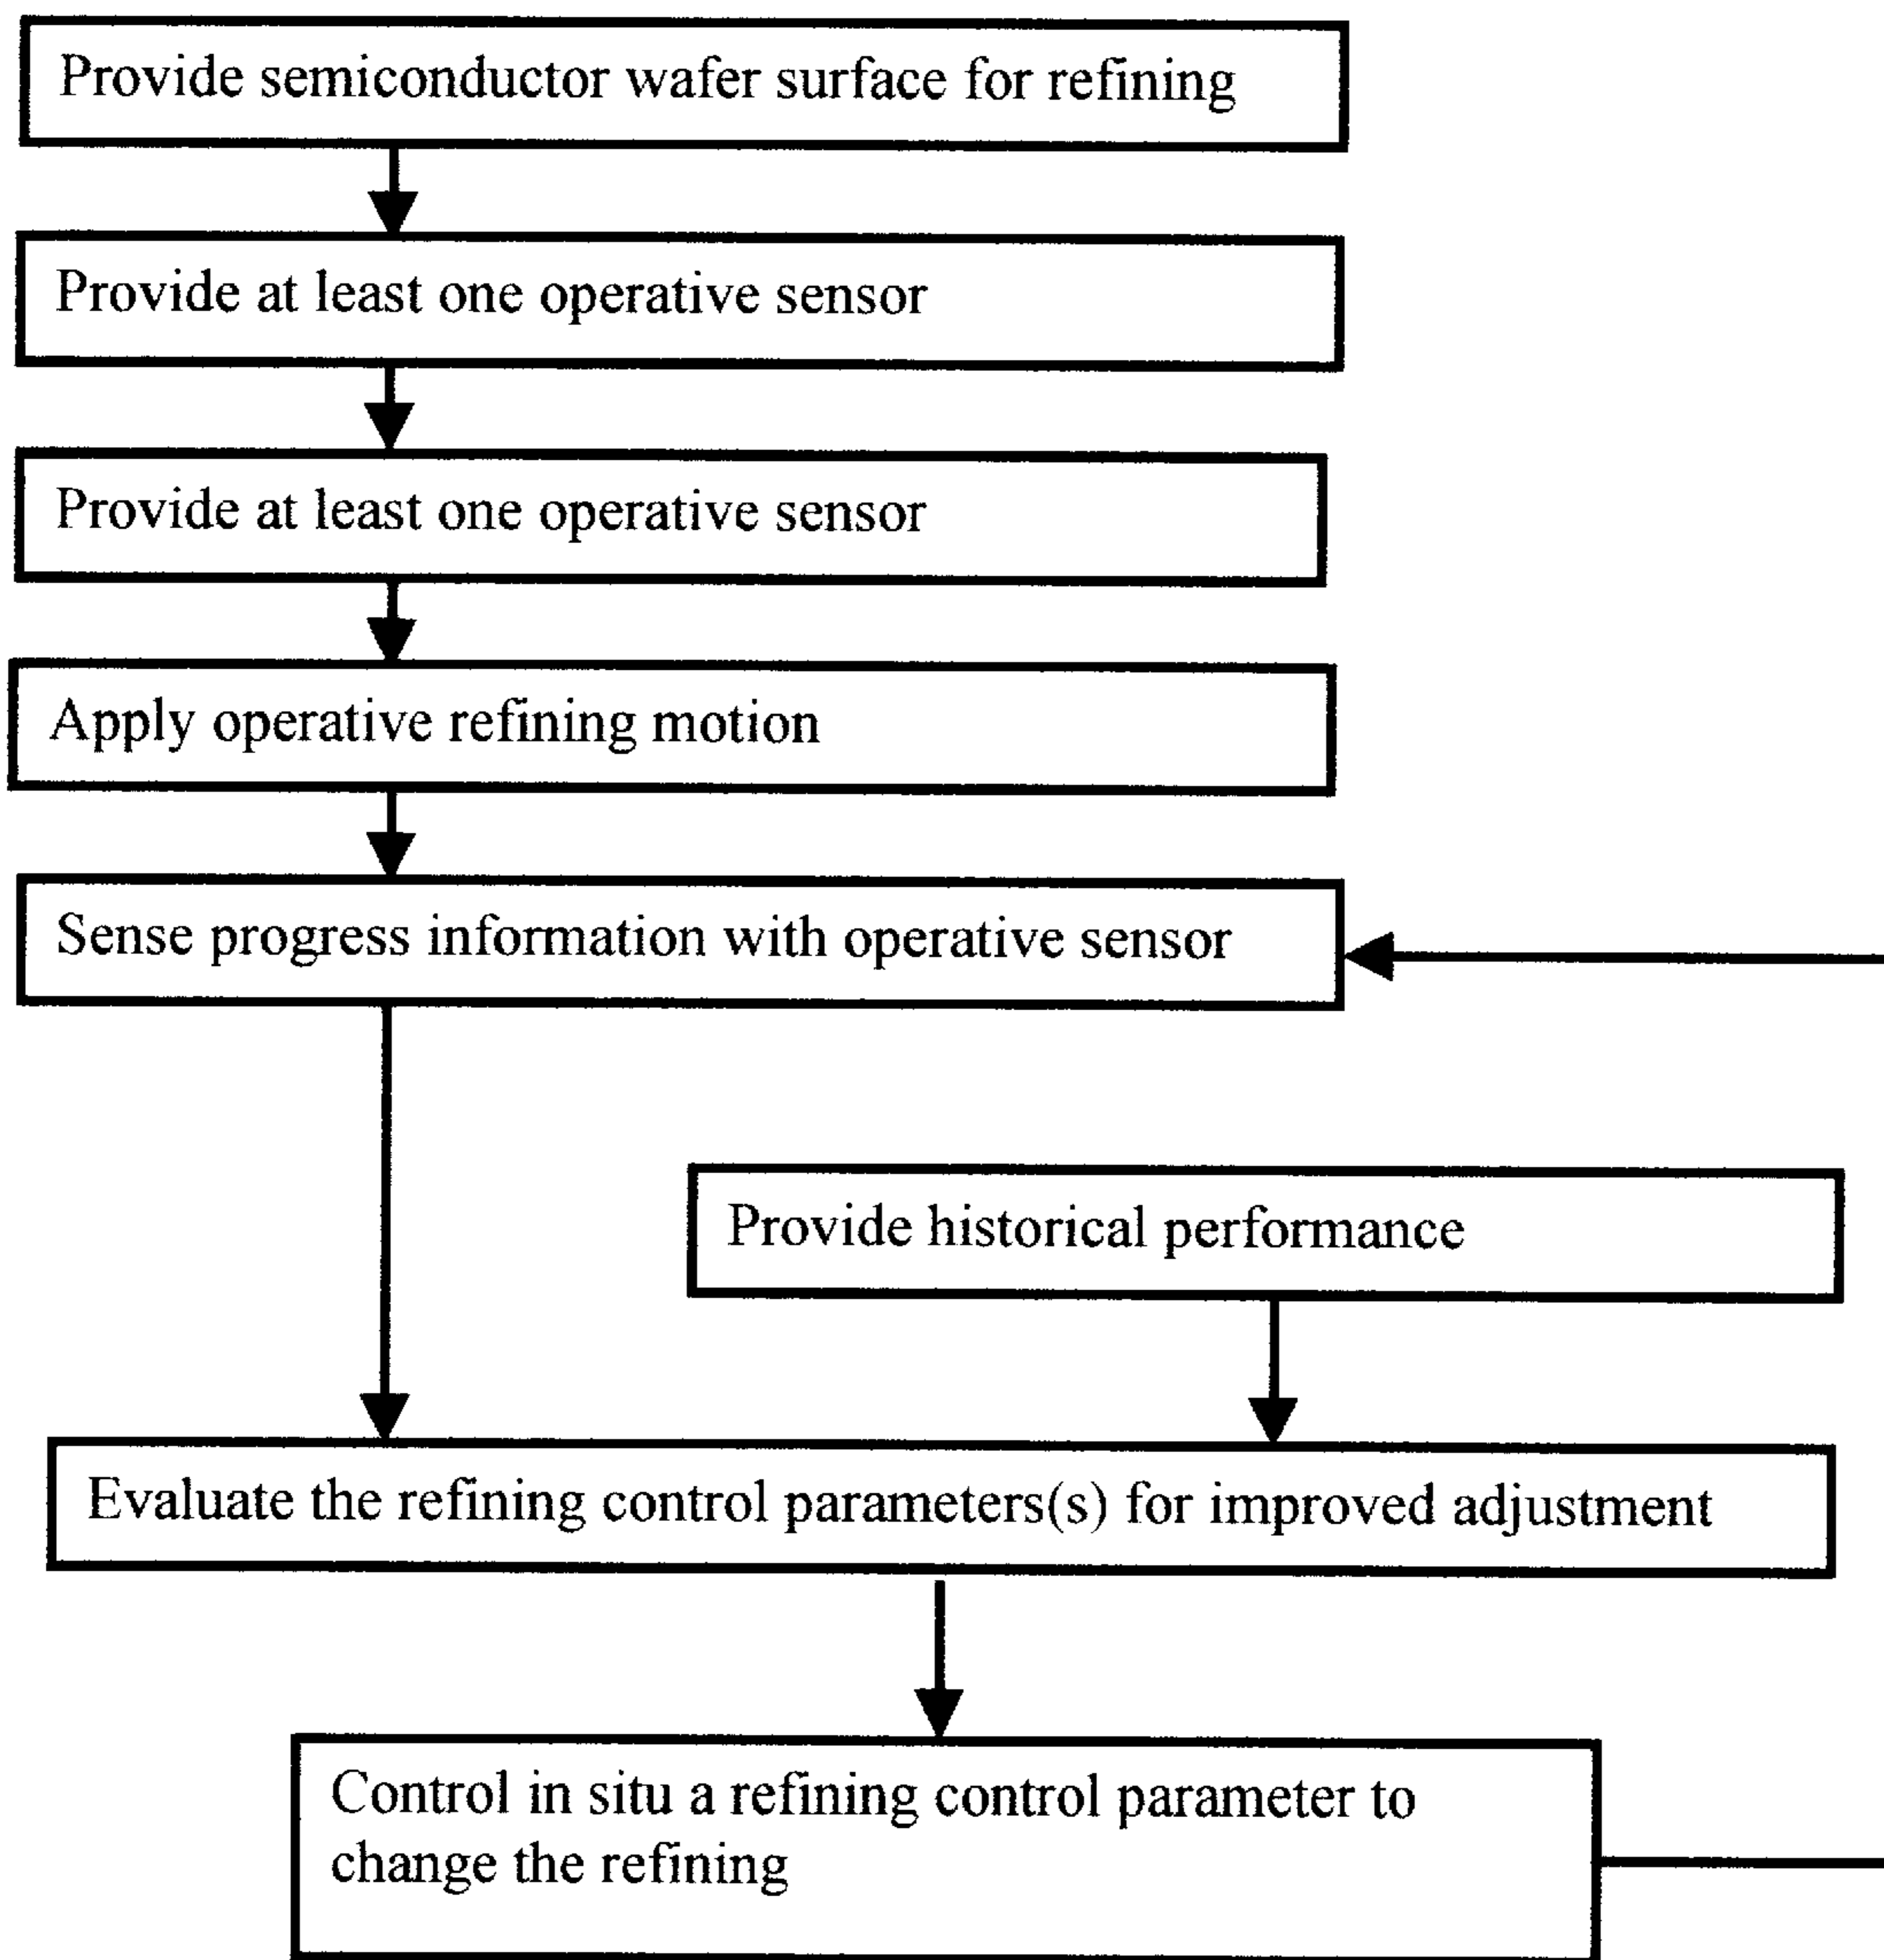 Provide semiconductor wafer surface for refining
Provide at least one operative sensor
Provide at least one operative sensor
Apply operative refining motion
Sense progress information with operative sensor
Provide historical performance
Evaluate the refining control parameters(s) for improved adjustment
Control in situ a refining control parameter to
change the refining